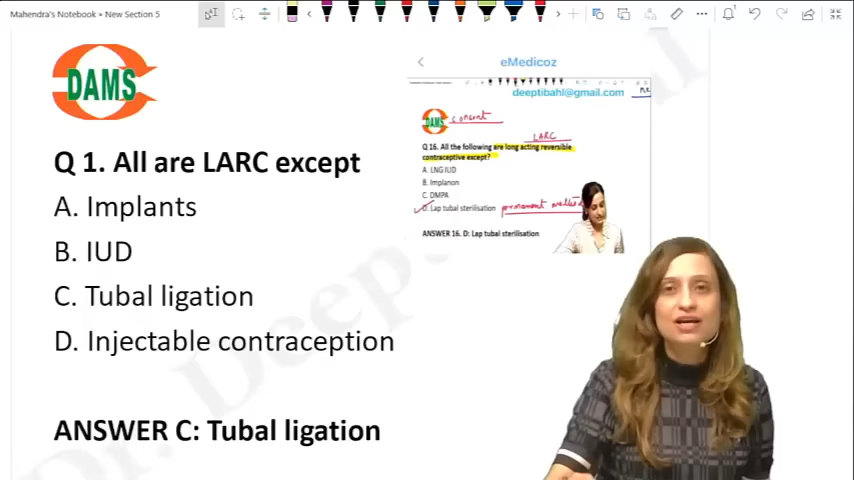 Mahendra's Notebook • New Section 5
DAMS
Q 1. All are LARC except
A. Implants
B. IUD
C. Tubal ligation
D. Injectable contraception
ANSWER C: Tubal ligation
eMedicoz
deeptibahl@gmail.com
DAMS
consent
LARC
Q 16. All the following are long acting reversible
contraceptive except?
A. LNG IUD
B. Implanon
C. DMPA
D. Lap tubal sterilisation permanent method
ANSWER 16. D: Lap tubal sterilisation